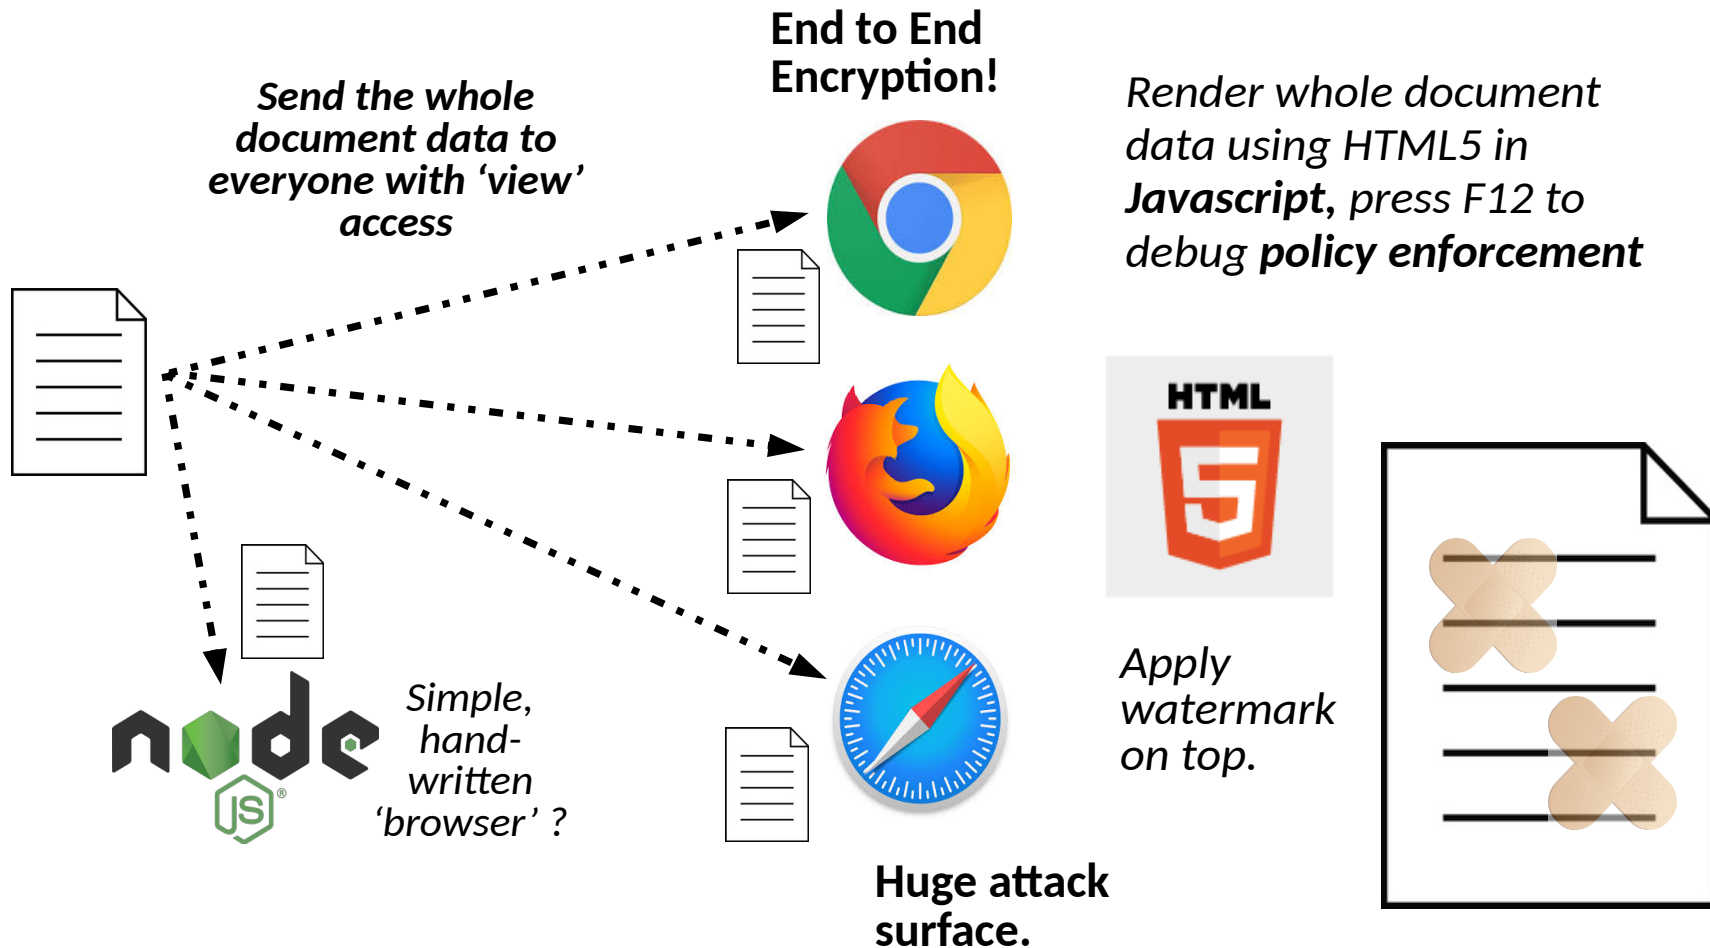 End to End
Encryption!
Send the whole
document data to
everyone with ‘view’
access
Render whole document
data using HTML5 in
Javascript, press F12 to
debug policy enforcement
HTML
5
Apply
watermark
on top.
node
JS®
Simple,
hand-
written
‘browser’ ?
Huge attack
surface.